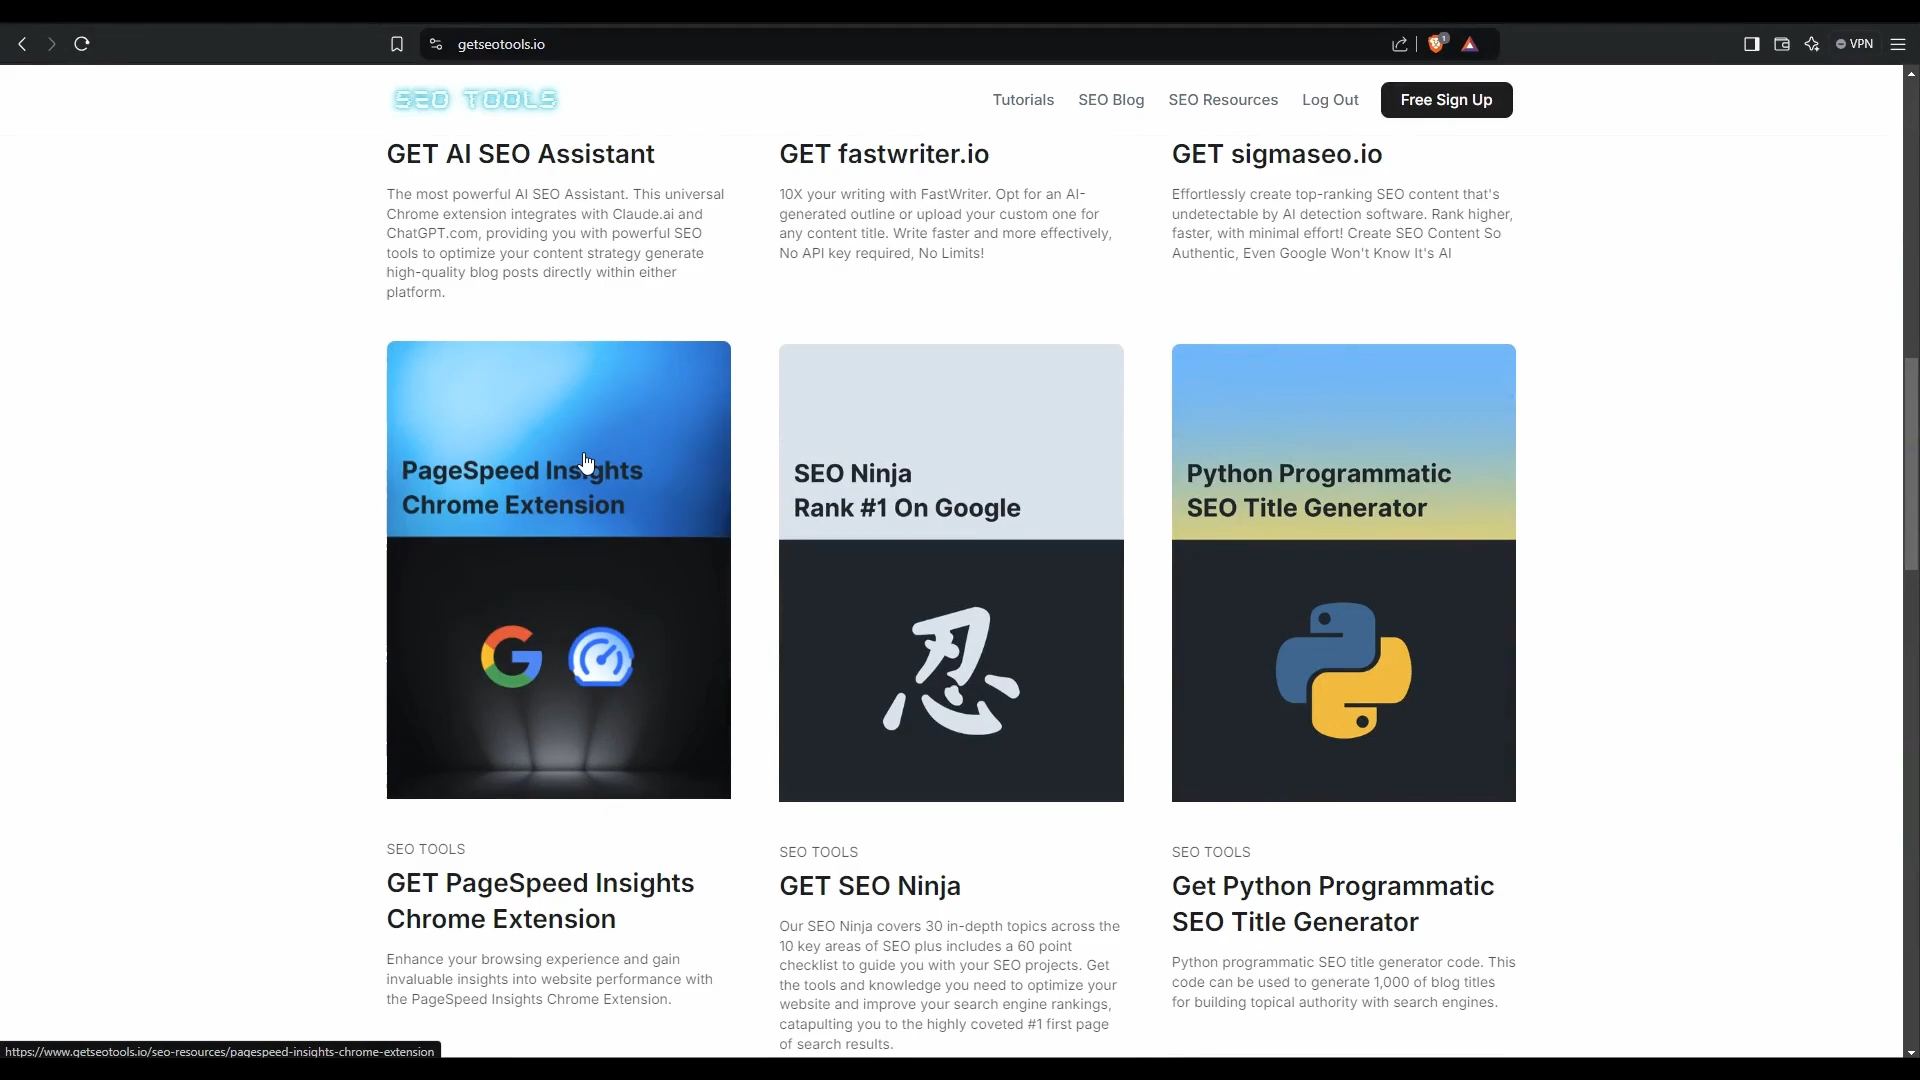 getseotools.io
1
VPN
SEO TOOLS
Tutorials
SEO Blog
SEO Resources
Log Out
Free Sign Up
GET AI SEO Assistant
The most powerful AI SEO Assistant. This universal
Chrome extension integrates with Claude.ai and
ChatGPT.com, providing you with powerful SEO
tools to optimize your content strategy generate
high-quality blog posts directly within either
platform.
GET fastwriter.io
10X your writing with FastWriter. Opt for an AI-
generated outline or upload your custom one for
any content title. Write faster and more effectively,
No API key required, No Limits!
GET sigmaseo.io
Effortlessly create top-ranking SEO content that's
undetectable by AI detection software. Rank higher,
faster, with minimal effort! Create SEO Content So
Authentic, Even Google Won't Know It's AI
PageSpeed Insights
Chrome Extension
G
SEO TOOLS
GET PageSpeed Insights
Chrome Extension
Enhance your browsing experience and gain
invaluable insights into website performance with
the PageSpeed Insights Chrome Extension.
SEO Ninja
Rank #1 On Google
忍
SEO TOOLS
GET SEO Ninja
Our SEO Ninja covers 30 in-depth topics across the
10 key areas of SEO plus includes a 60 point
checklist to guide you with your SEO projects. Get
the tools and knowledge you need to optimize your
website and improve your search engine rankings,
catapulting you to the highly coveted #1 first page
of search results.
Python Programmatic
SEO Title Generator
SEO TOOLS
Get Python Programmatic
SEO Title Generator
Python programmatic SEO title generator code. This
code can be used to generate 1,000 of blog titles
for building topical authority with search engines.
https://www.getseotools.io/seo-resources/pagespeed-insights-chrome-extension